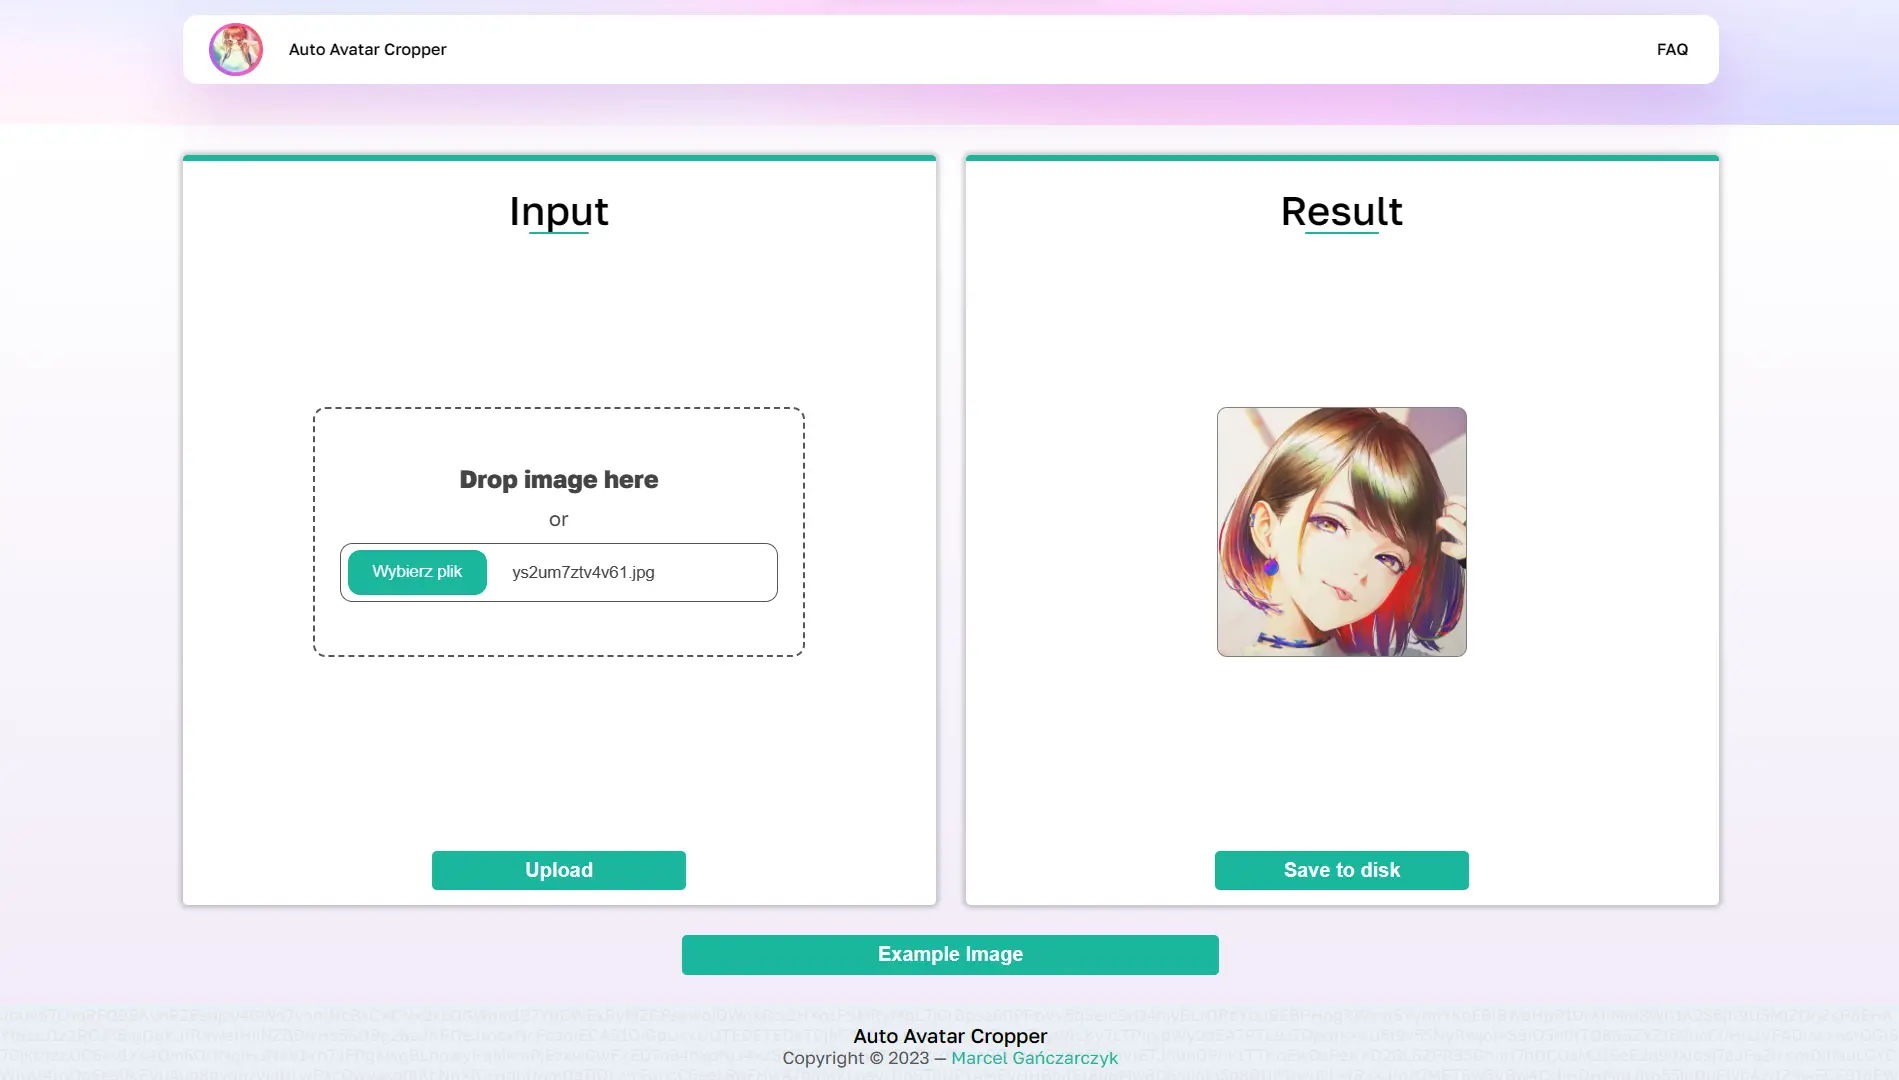 Auto Avatar Cropper
FAQ
Input
Drop image here
or
Wybierz plik
ys2um7ztv4v61.jpg
Upload
Result
Save to disk
Example Image
Auto Avatar Cropper
Copyright © 2023 — Marcel Gańczarczyk